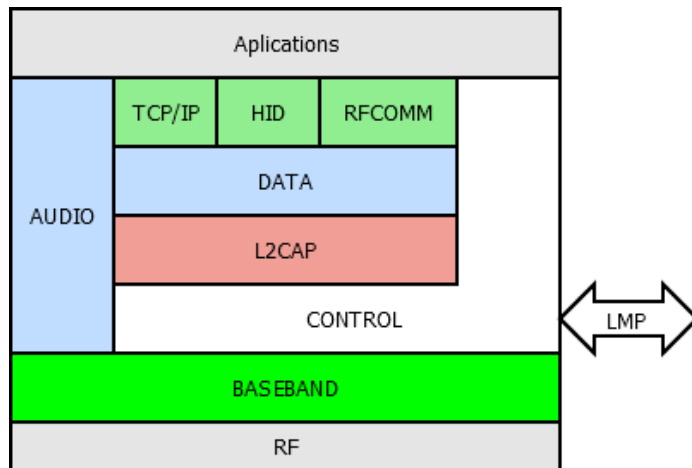 Aplications
TCP/IP HID RFCOMM
DATA
AUDIO
L2CAP
CONTROL
LMP
BASEBAND
RF